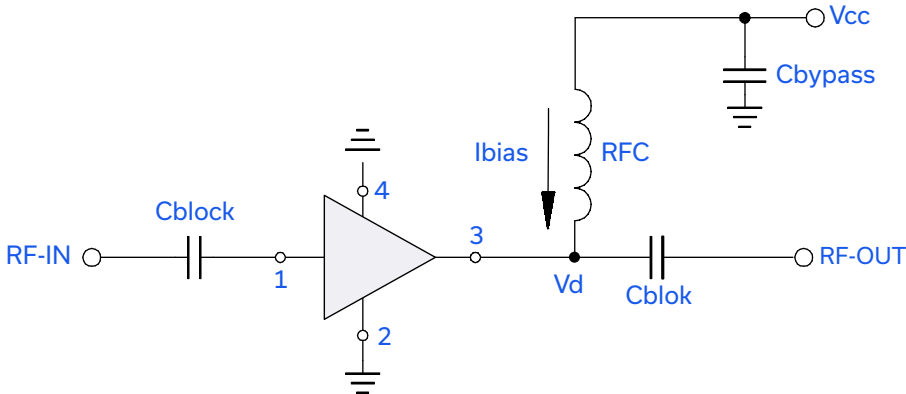 Vcc
Cbypass
Ibias
RFC
4
Cblock
3
RF-IN
RF-OUT
1
Vd
Cblok
2